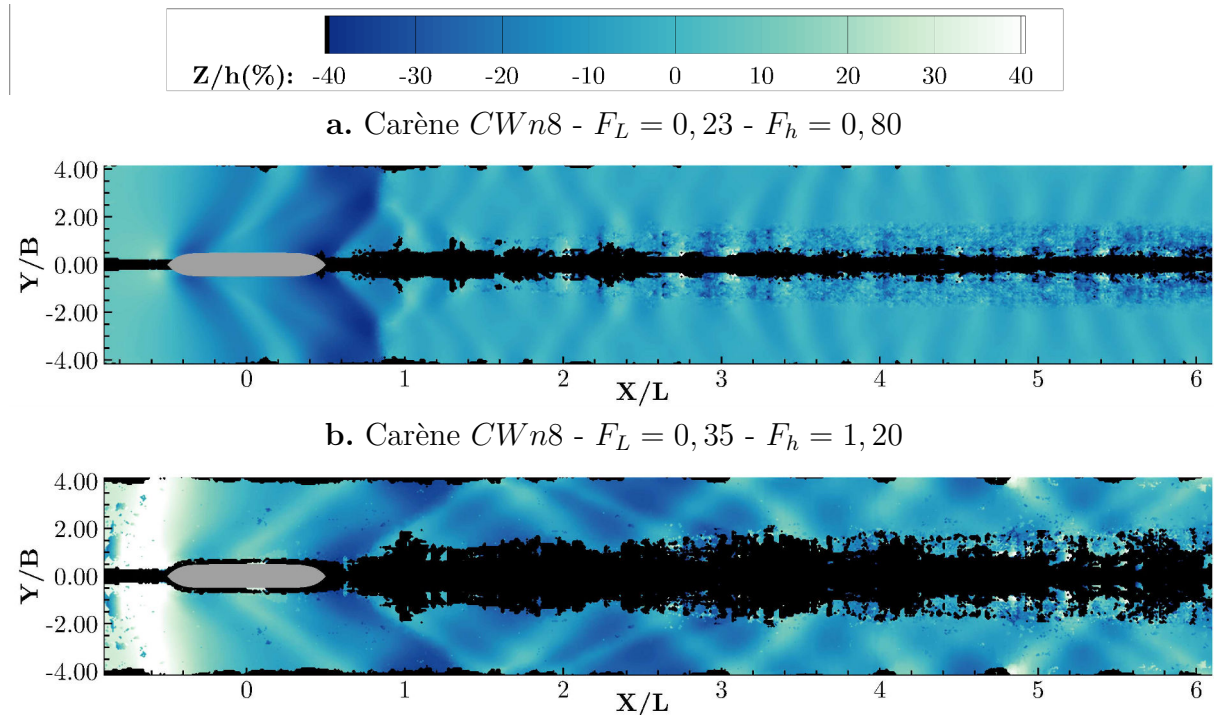 Z/h(%): -40 -30 -20 -10 0 10 20 30 40
a. Carène CWn8 - F_L = 0,23 - F_h = 0,80
4.00
2.00
0.00
-2.00
-4.00
Y/B
0 1 2 3 4 5 6
X/L
b. Carène CWn8 - F_L = 0,35 - F_h = 1,20
4.00
2.00
0.00
-2.00
-4.00
Y/B
0 1 2 3 4 5 6
X/L